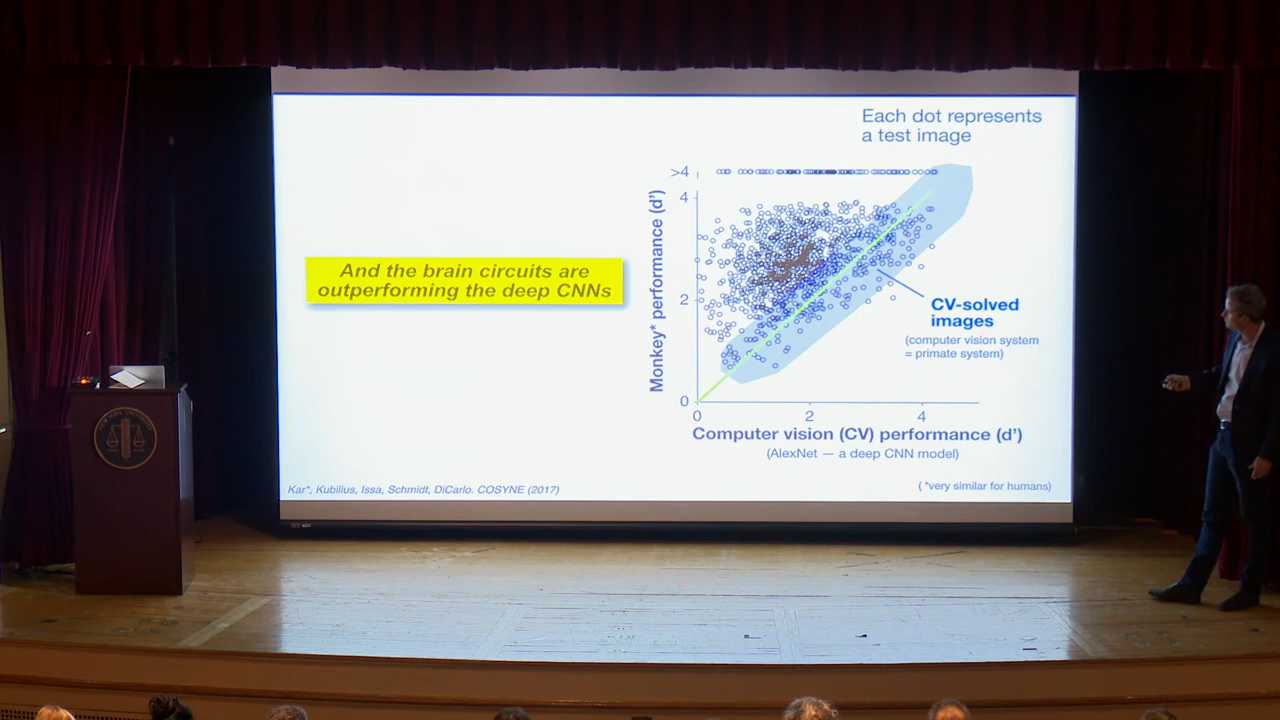 Each dot represents
a test image
>4
4
2
0
Monkey* performance (d’)
And the brain circuits are
outperforming the deep CNNs
CV-solved
images
(computer vision system
= primate system)
0 2 4
Computer vision (CV) performance (d’)
(AlexNet — a deep CNN model)
Kar*, Kubilius, Issa, Schmidt, DiCarlo. COSYNE (2017)
( *very similar for humans)